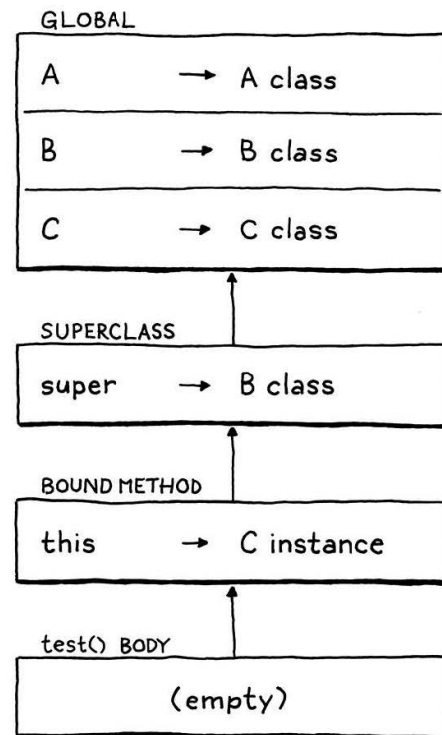 GLOBAL
A → A class
B → B class
C → C class
SUPERCLASS
super → B class
BOUND METHOD
this → C instance
test() BODY
(empty)